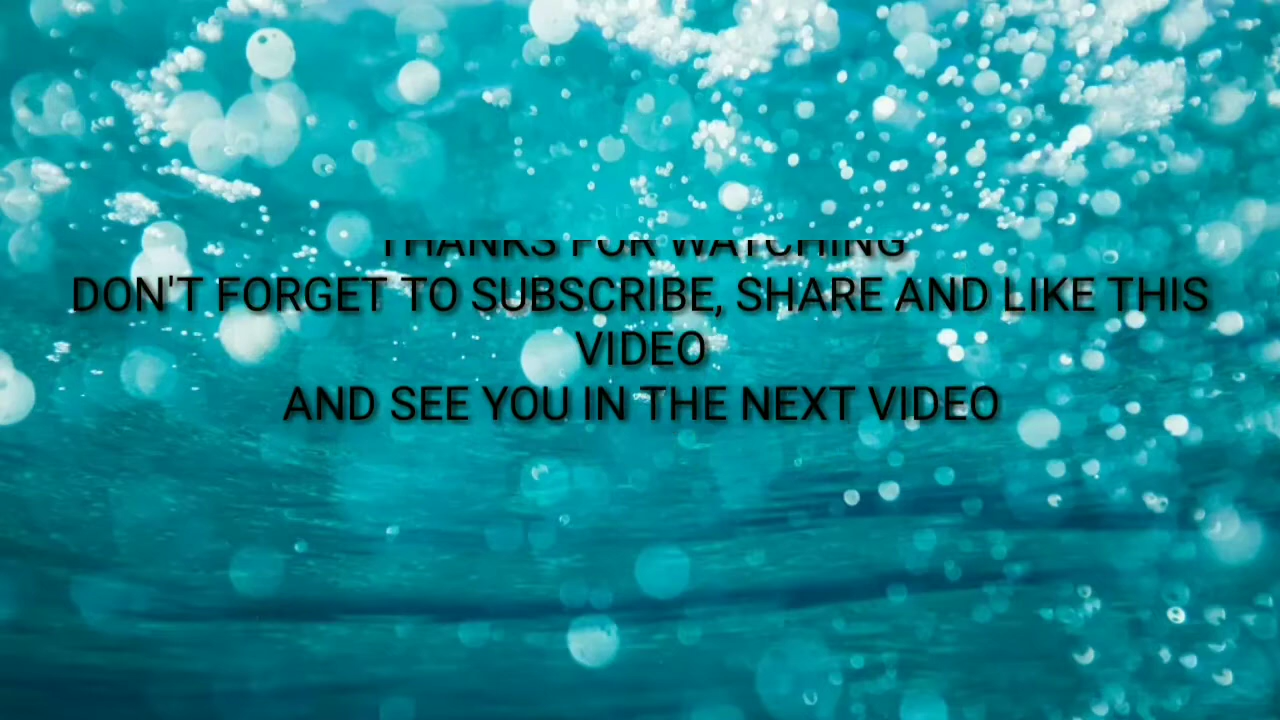 THANKS FOR WATCHING
DON'T FORGET TO SUBSCRIBE, SHARE AND LIKE THIS
VIDEO
AND SEE YOU IN THE NEXT VIDEO